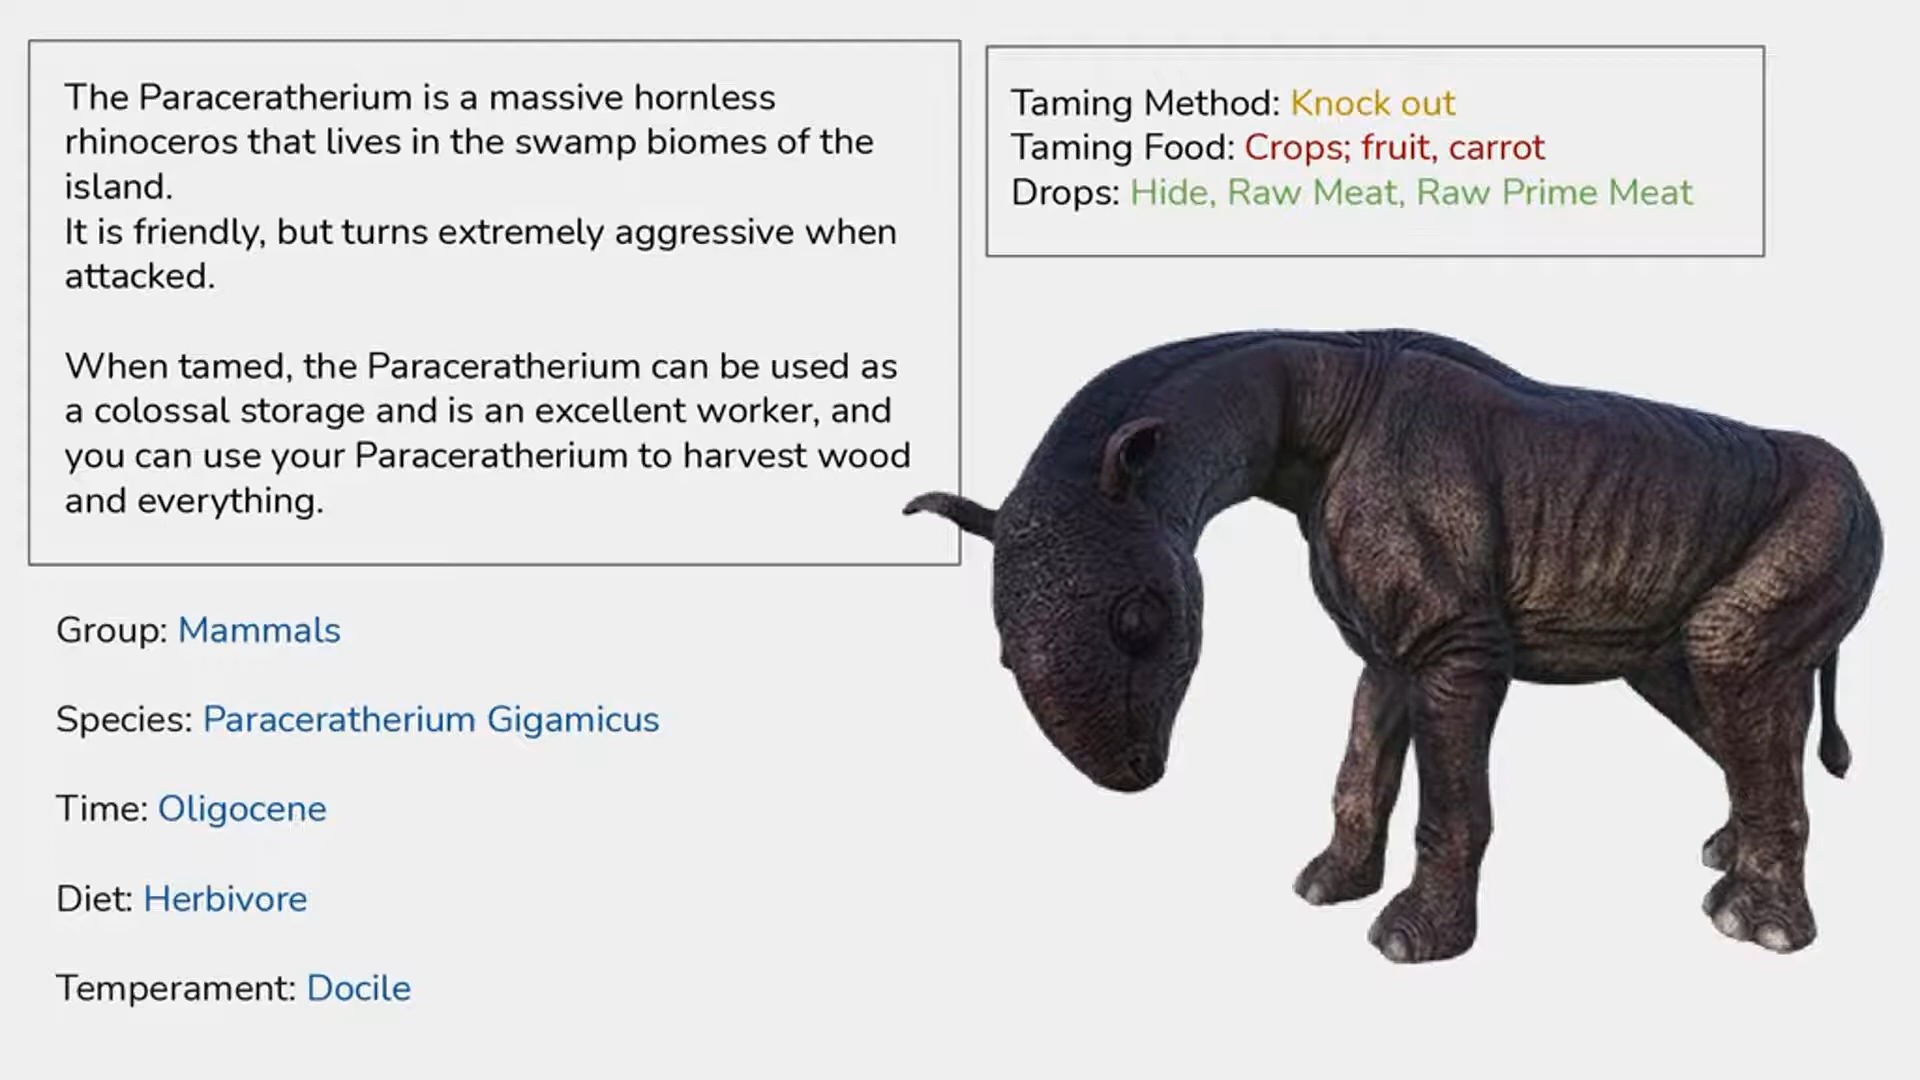 The Paraceratherium is a massive hornless
rhinoceros that lives in the swamp biomes of the
island.
It is friendly, but turns extremely aggressive when
attacked.
When tamed, the Paraceratherium can be used as
a colossal storage and is an excellent worker, and
you can use your Paraceratherium to harvest wood
and everything.
Taming Method: Knock out
Taming Food: Crops; fruit, carrot
Drops: Hide, Raw Meat, Raw Prime Meat
Group: Mammals
Species: Paraceratherium Gigamicus
Time: Oligocene
Diet: Herbivore
Temperament: Docile